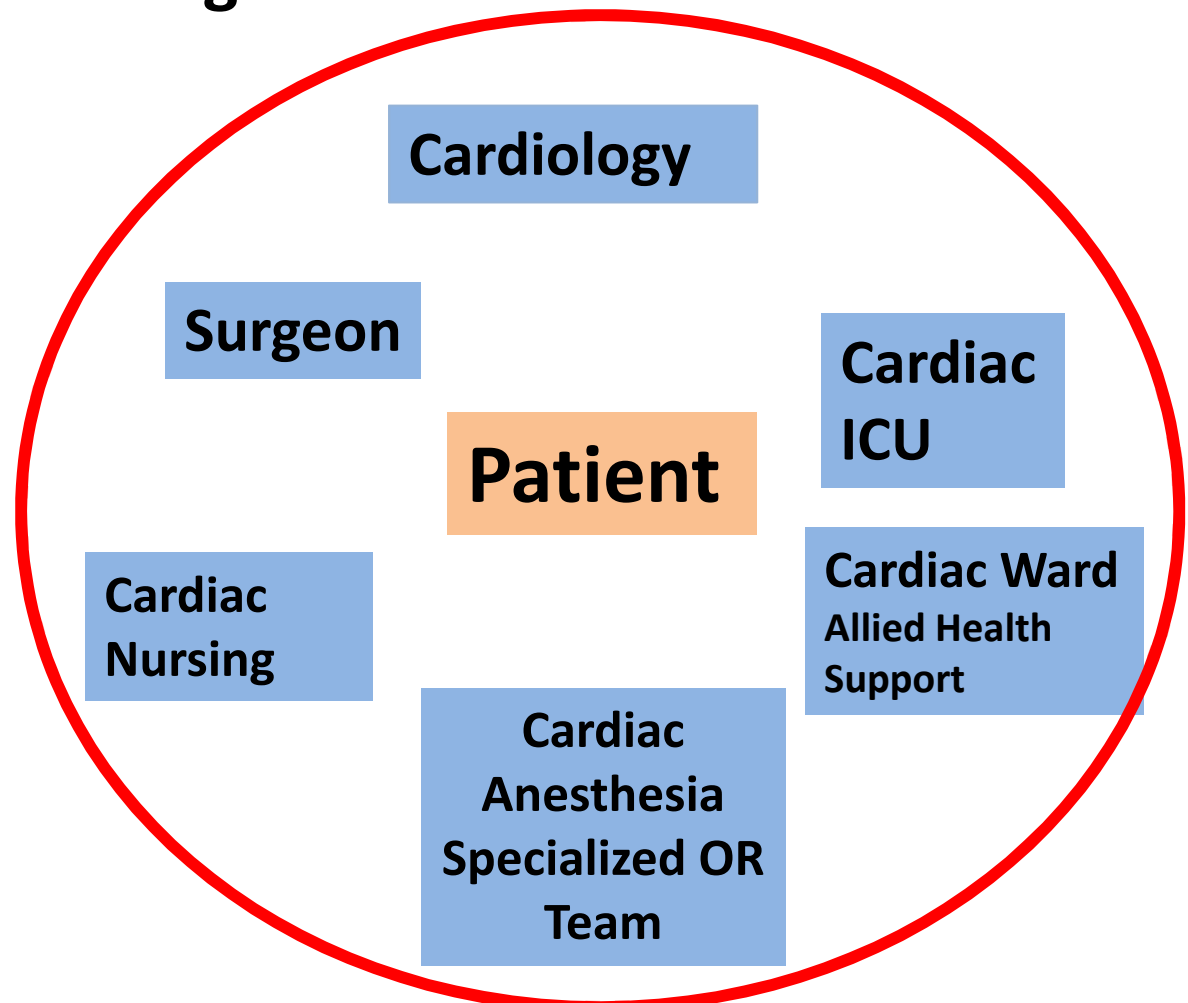 Cardiology
Surgeon
Cardiac
ICU
Patient
Cardiac Ward
Allied Health
Support
Cardiac
Nursing
Cardiac
Anesthesia
Specialized OR
Team